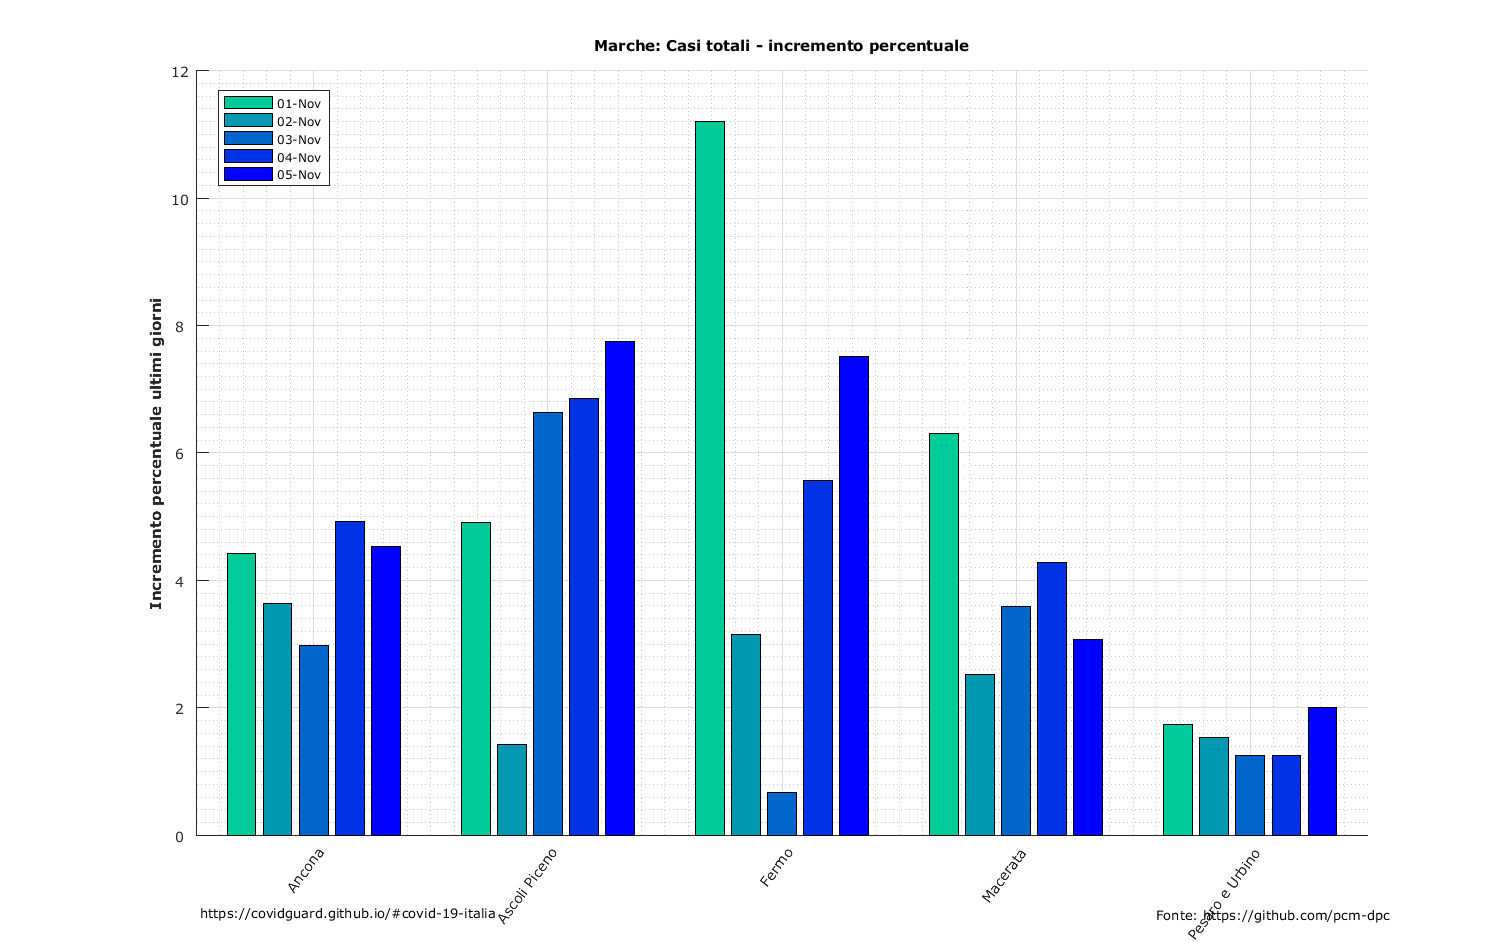 Marche: Casi totali - incremento percentuale
12
10
8
6
4
2
0
Incremento percentuale ultimi giorni
01-Nov
02-Nov
03-Nov
04-Nov
05-Nov
Ancona
Ascoli Piceno
Fermo
Macerata
Pesaro e Urbino
https://covidguard.github.io/#covid-19-italia
Fonte: https://github.com/pcm-dpc